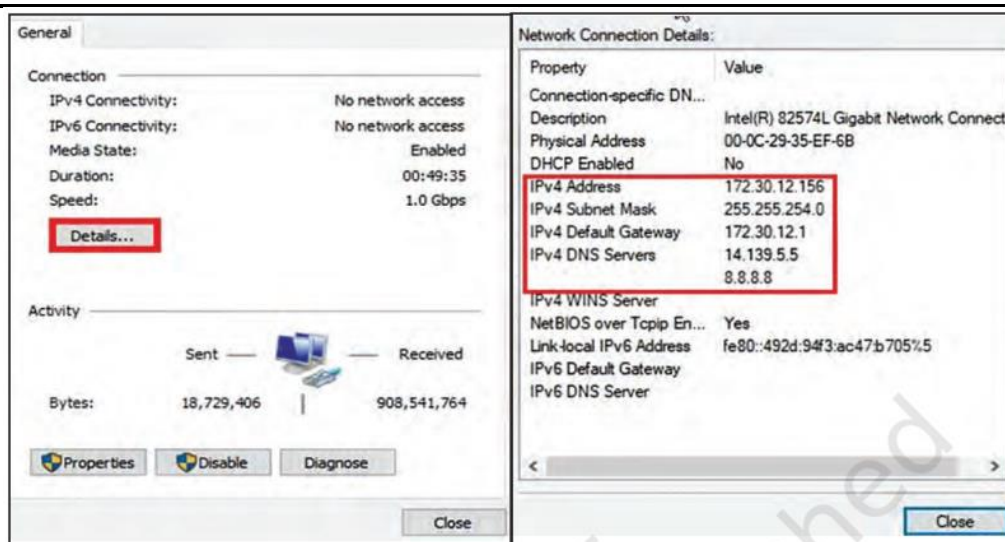 General
Connection
IPv4 Connectivity: No network access
IPv6 Connectivity: No network access
Media State: Enabled
Duration: 00:49:35
Speed: 1.0 Gbps
Details...
Activity
Sent — — Received
Bytes: 18,729,406 | 908,541,764
Properties Disable Diagnose
Close
Network Connection Details:
Property Value
Connection-specific DN...
Description Intel(R) 82574L Gigabit Network Connect
Physical Address 00-0C-29-35-EF-6B
DHCP Enabled No
IPv4 Address 172.30.12.156
IPv4 Subnet Mask 255.255.254.0
IPv4 Default Gateway 172.30.12.1
IPv4 DNS Servers 14.139.5.5
8.8.8.8
IPv4 WINS Server
NetBIOS over Tcpip En... Yes
Link-local IPv6 Address fe80::492d:94f3:ac47:b705%5
IPv6 Default Gateway
IPv6 DNS Server
Close